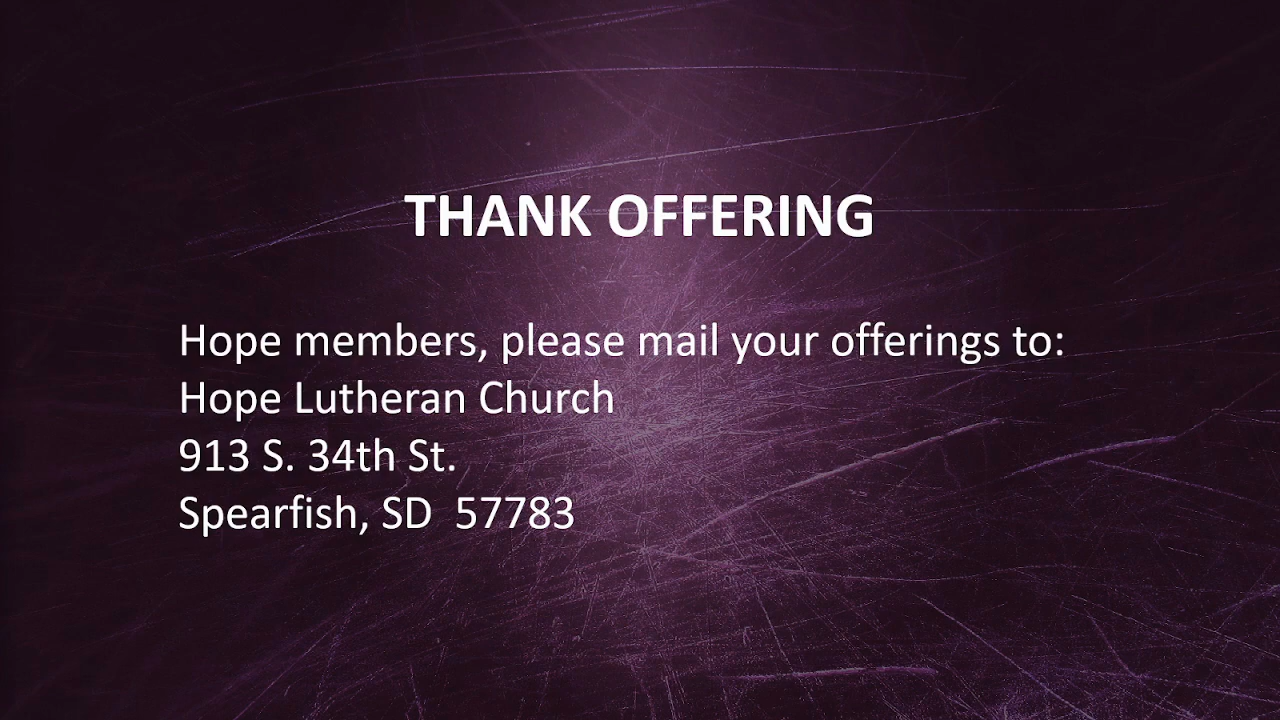 THANK OFFERING
Hope members, please mail your offerings to:
Hope Lutheran Church
913 S. 34th St.
Spearfish, SD  57783